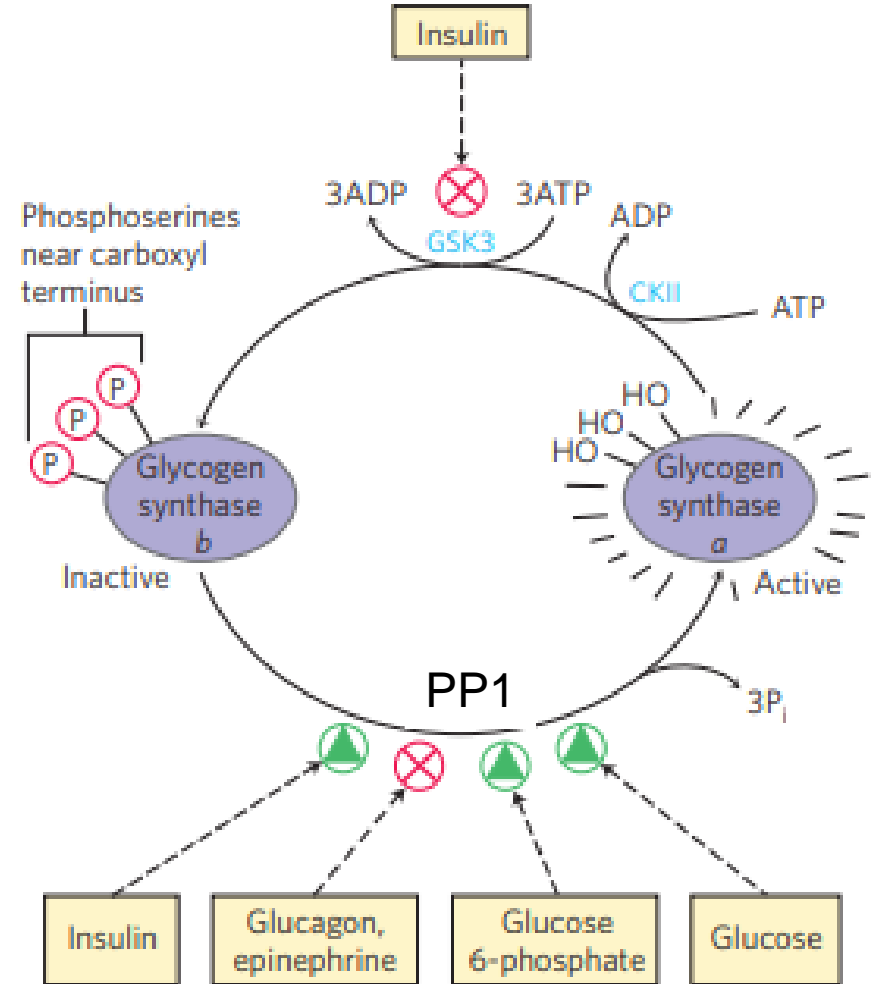 Insulin
3ADP
3ATP
GSK3
ADP
CKII
ATP
Phosphoserines
near carboxyl
terminus
P
P
P
HO
HO
HO
Glycogen
synthase
b
Inactive
Glycogen
synthase
a
Active
PP1
3Pi
Insulin
Glucagon,
epinephrine
Glucose
6-phosphate
Glucose